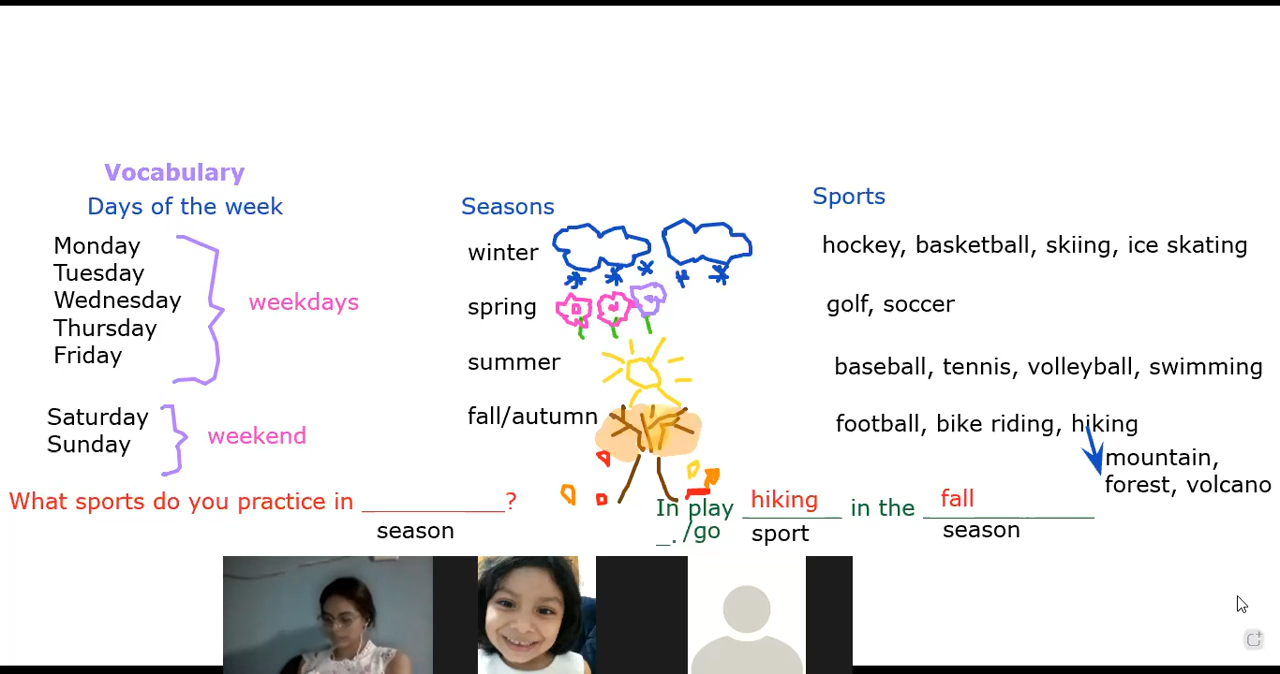 Vocabulary
Days of the week
Monday
Tuesday
Wednesday
Thursday
Friday
weekdays
Saturday
Sunday
weekend
Seasons
winter
spring
summer
fall/autumn
Sports
hockey, basketball, skiing, ice skating
golf, soccer
baseball, tennis, volleyball, swimming
football, bike riding, hiking
mountain,
forest, volcano
What sports do you practice in ____________?
season
In play hiking in the fall
_. /go sport season